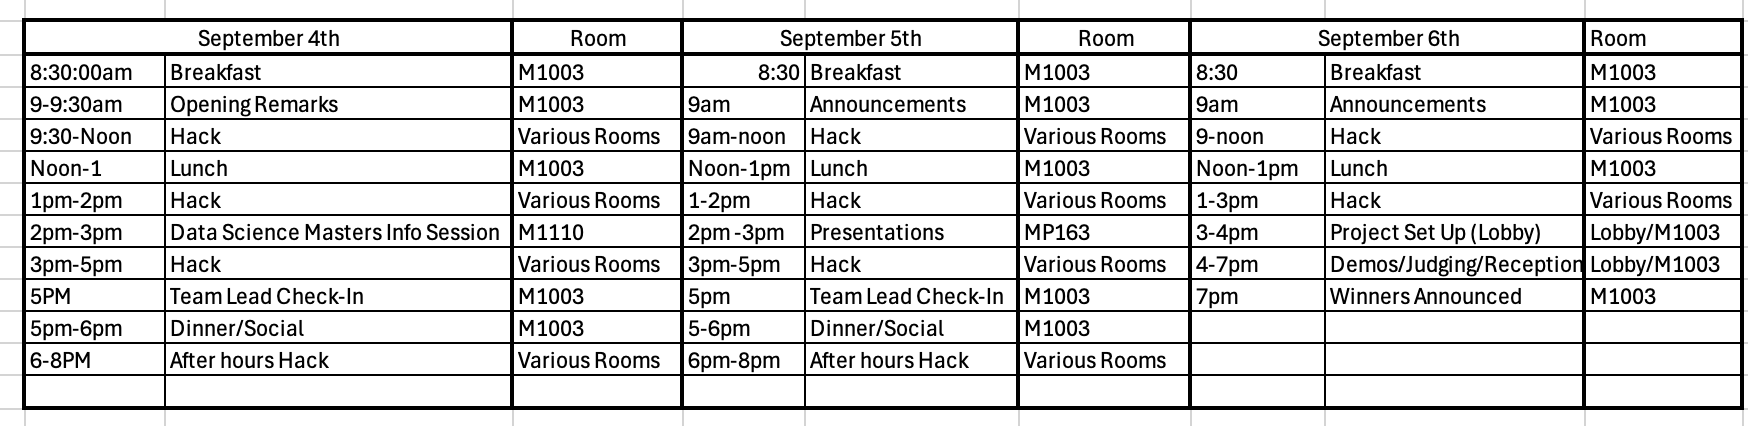 September 4th Room September 5th Room September 6th Room
8:30:00am Breakfast M1003 8:30 Breakfast M1003 8:30 Breakfast M1003
9-9:30am Opening Remarks M1003 9am Announcements M1003 9am Announcements M1003
9:30-Noon Hack Various Rooms 9am-noon Hack Various Rooms 9-noon Hack Various Rooms
Noon-1 Lunch M1003 Noon-1pm Lunch M1003 Noon-1pm Lunch M1003
1pm-2pm Hack Various Rooms 1-2pm Hack Various Rooms 1-3pm Hack Various Rooms
2pm-3pm Data Science Masters Info Session M1110 2pm -3pm Presentations MP163 3-4pm Project Set Up (Lobby) Lobby/M1003
3pm-5pm Hack Various Rooms 3pm-5pm Hack Various Rooms 4-7pm Demos/Judging/Reception Lobby/M1003
5PM Team Lead Check-In M1003 5pm Team Lead Check-In M1003 7pm Winners Announced M1003
5pm-6pm Dinner/Social M1003 5-6pm Dinner/Social M1003
6-8PM After hours Hack Various Rooms 6pm-8pm After hours Hack Various Rooms